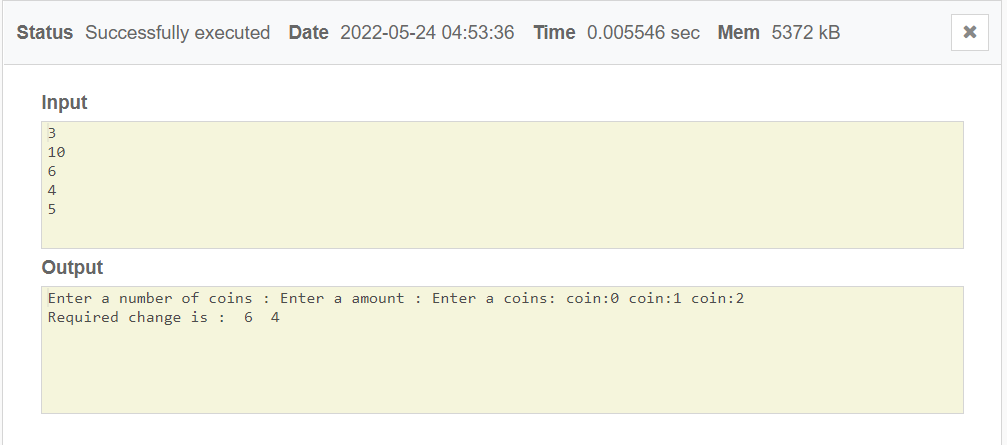 Status Successfully executed Date 2022-05-24 04:53:36 Time 0.005546 sec Mem 5372 kB
Input
3
10
6
4
5
Output
Enter a number of coins : Enter a amount : Enter a coins: coin:0 coin:1 coin:2
Required change is :  6  4